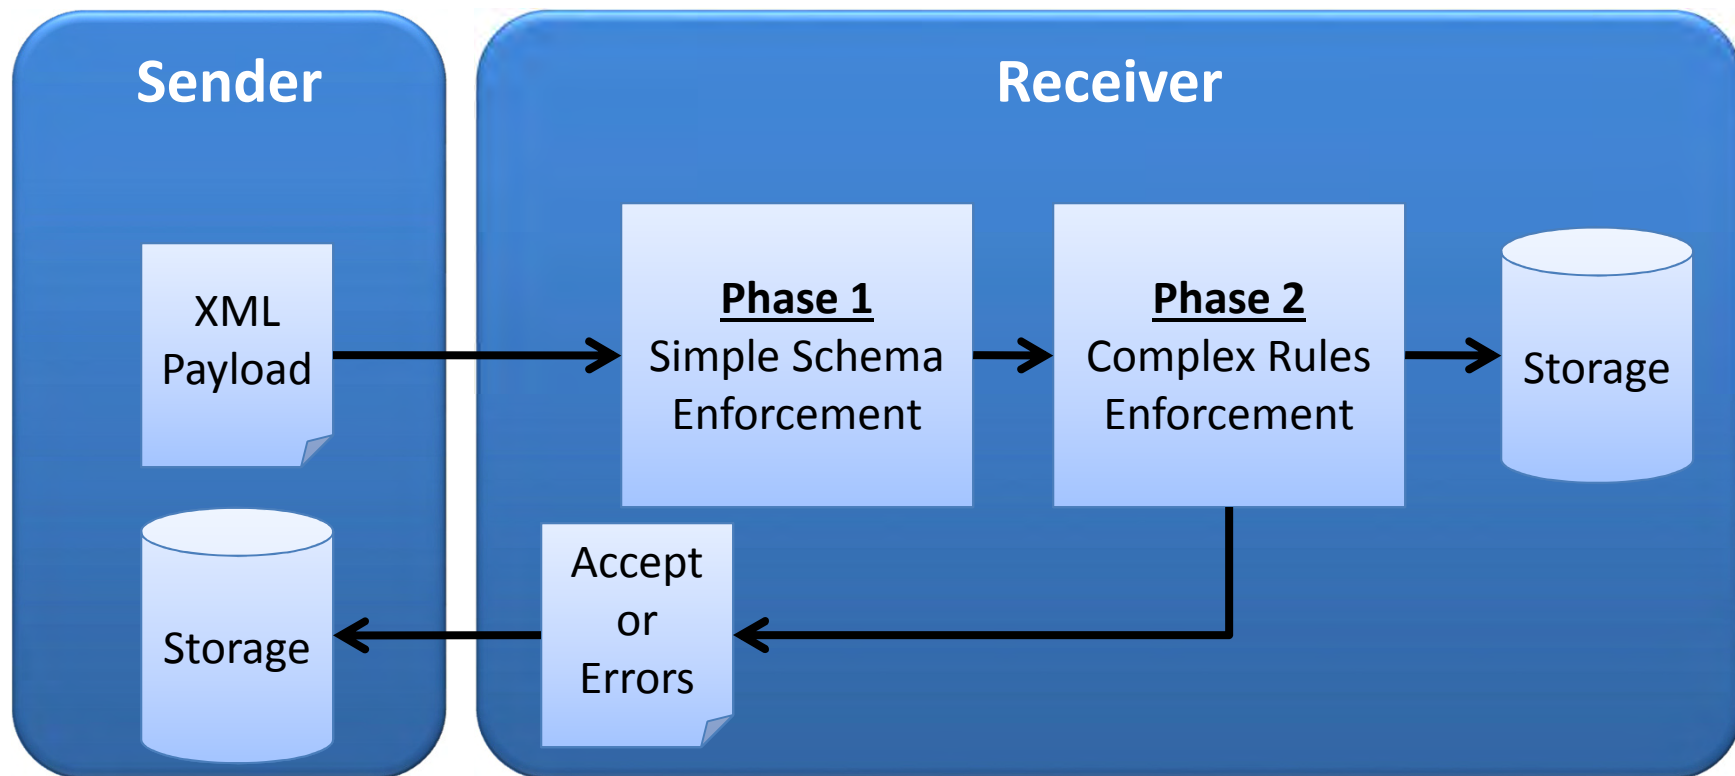 Sender
Receiver
XML
Payload
Phase 1
Simple Schema
Enforcement
Phase 2
Complex Rules
Enforcement
Storage
Storage
Accept
or
Errors